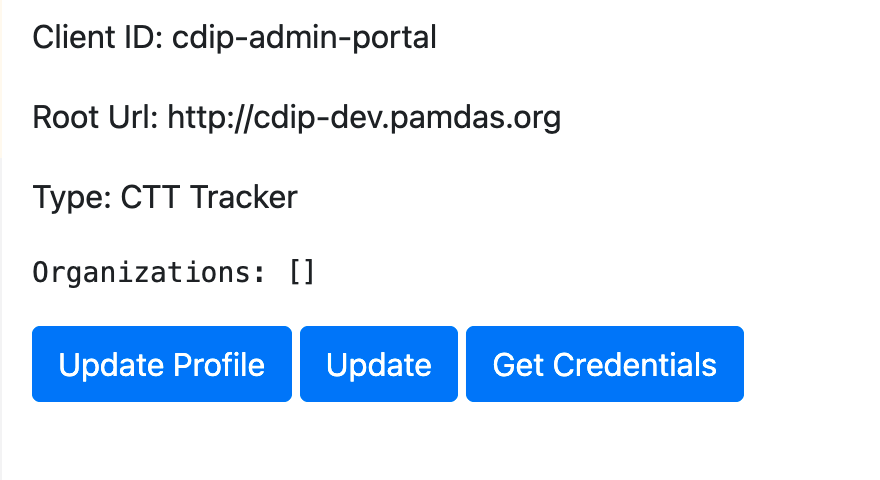 Client ID: cdip-admin-portal
Root Url: http://cdip-dev.pamdas.org
Type: CTT Tracker
Organizations: []
Update Profile Update Get Credentials